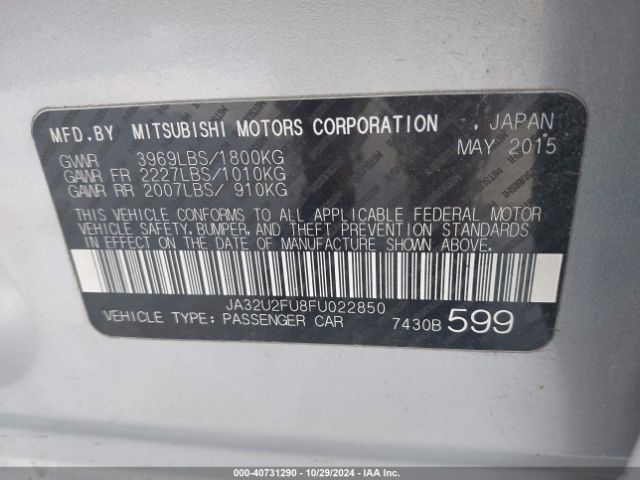 MFD.BY MITSUBISHI MOTORS CORPORATION , JAPAN
GVWR 3969LBS/1800KG MAY 2015
GAWR FR 2227LBS/1010KG
GAWR RR 2007LBS/ 910KG
THIS VEHICLE CONFORMS TO ALL APPLICABLE FEDERAL MOTOR
VEHICLE SAFETY, BUMPER, AND THEFT PREVENTION STANDARDS
IN EFFECT ON THE DATE OF MANUFACTURE SHOWN ABOVE.
JA32U2FU8FU022850
VEHICLE TYPE: PASSENGER CAR 7430B 599
000-40731290 - 10/29/2024 - IAA Inc.